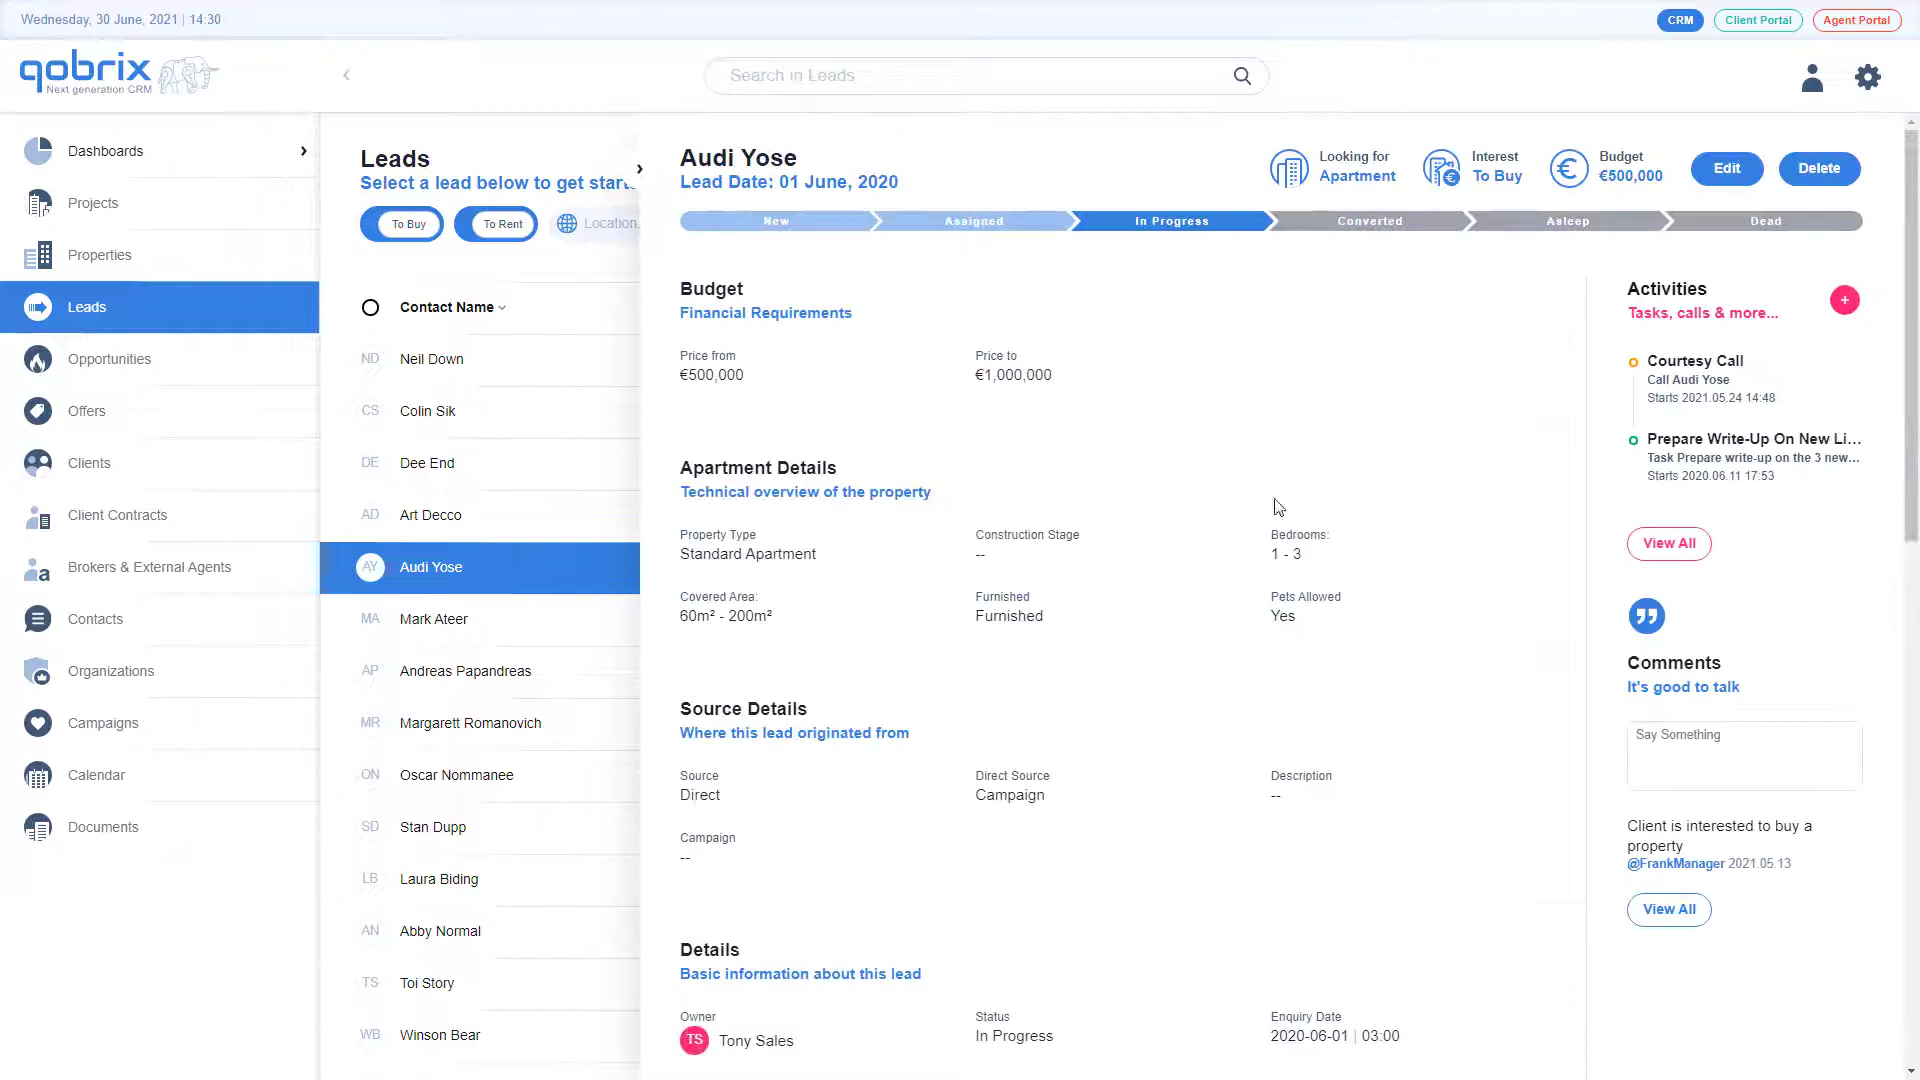 Wednesday, 30 June, 2021 | 14:30
CRM
Client Portal
Agent Portal
qobrix
Next generation CRM
Search in Leads
Dashboards
Projects
Properties
Leads
Opportunities
Offers
Clients
Client Contracts
Brokers & External Agents
Contacts
Organizations
Campaigns
Calendar
Documents
Leads
Select a lead below to get starte
To Buy
To Rent
Location.
Contact Name
ND Neil Down
CS Colin Sik
DE Dee End
AD Art Decco
AY Audi Yose
MA Mark Ateer
AP Andreas Papandreas
MR Margarett Romanovich
ON Oscar Nommanee
SD Stan Dupp
LB Laura Biding
AN Abby Normal
TS Toi Story
WB Winson Bear
Audi Yose
Lead Date: 01 June, 2020
Looking for
Apartment
Interest
To Buy
Budget
€500,000
Edit
Delete
New
Assigned
In Progress
Converted
Asleep
Dead
Budget
Financial Requirements
Price from
€500,000
Price to
€1,000,000
Apartment Details
Technical overview of the property
Property Type
Standard Apartment
Construction Stage
--
Bedrooms:
1 - 3
Covered Area:
60m² - 200m²
Furnished
Furnished
Pets Allowed
Yes
Source Details
Where this lead originated from
Source
Direct
Direct Source
Campaign
Description
--
Campaign
--
Details
Basic information about this lead
Owner
TS Tony Sales
Status
In Progress
Enquiry Date
2020-06-01 | 03:00
Activities
Tasks, calls & more...
+
Courtesy Call
Call Audi Yose
Starts 2021.05.24 14:48
Prepare Write-Up On New Li...
Task Prepare write-up on the 3 new...
Starts 2020.06.11 17:53
View All
Comments
It's good to talk
Say Something
Client is interested to buy a
property
@FrankManager 2021.05.13
View All